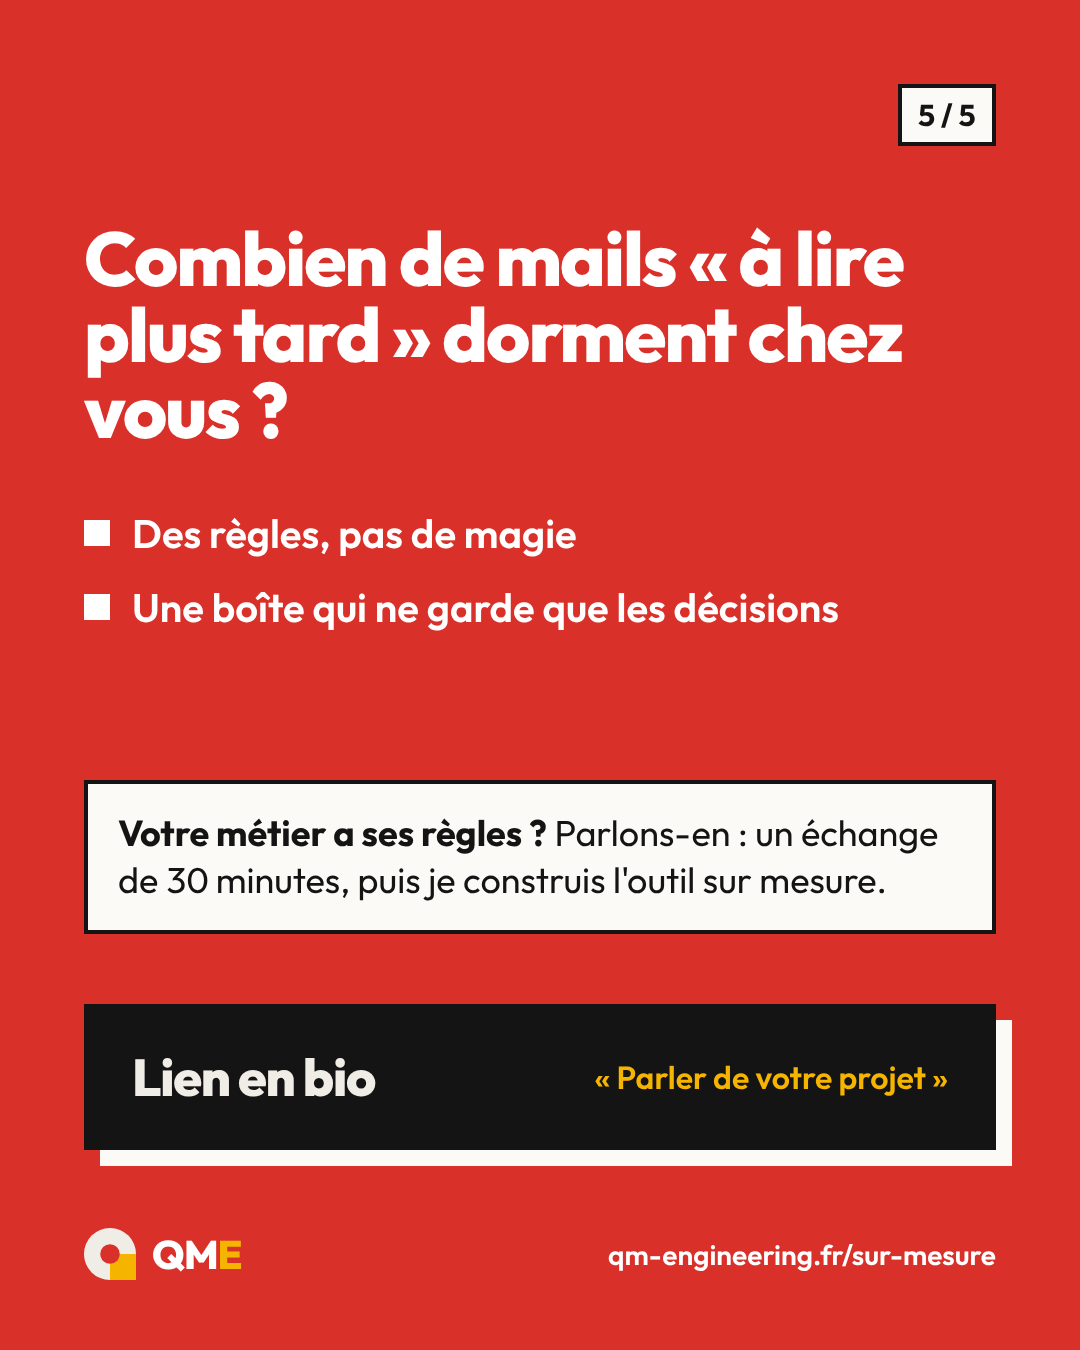 5 / 5
Combien de mails « à lire
plus tard » dorment chez
vous ?
Des règles, pas de magie
Une boîte qui ne garde que les décisions
Votre métier a ses règles ? Parlons-en : un échange
de 30 minutes, puis je construis l'outil sur mesure.
Lien en bio
« Parler de votre projet »
QME
qm-engineering.fr/sur-mesure